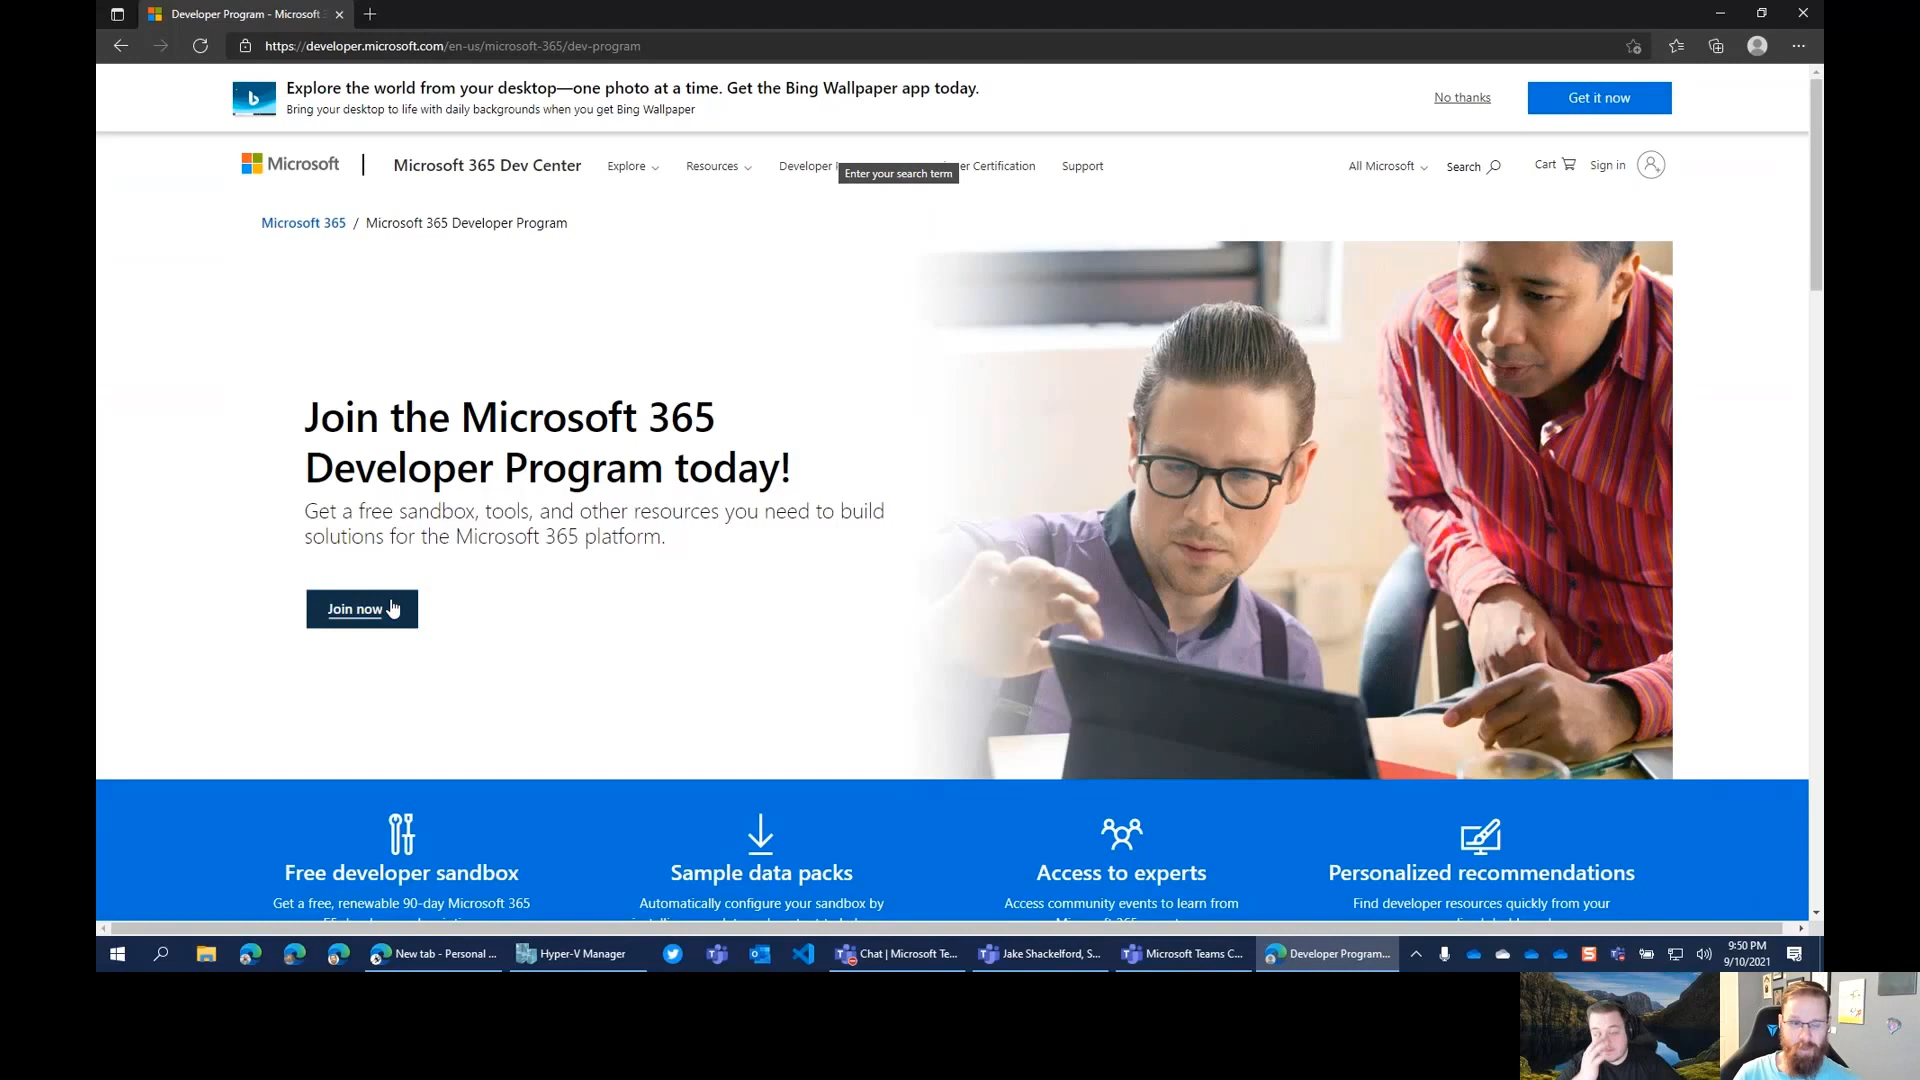 Developer Program - Microsoft
https://developer.microsoft.com/en-us/microsoft-365/dev-program
Explore the world from your desktop—one photo at a time. Get the Bing Wallpaper app today.
Bring your desktop to life with daily backgrounds when you get Bing Wallpaper
No thanks
Get it now
Microsoft
Microsoft 365 Dev Center
Explore
Resources
Developer
Enter your search term
Certification
Support
All Microsoft
Search
Cart
Sign in
Microsoft 365 / Microsoft 365 Developer Program
Join the Microsoft 365
Developer Program today!
Get a free sandbox, tools, and other resources you need to build
solutions for the Microsoft 365 platform.
Join now
Free developer sandbox
Get a free, renewable 90-day Microsoft 365
Sample data packs
Automatically configure your sandbox by
Access to experts
Access community events to learn from
Personalized recommendations
Find developer resources quickly from your
New tab - Personal ...
Hyper-V Manager
Chat | Microsoft Te...
Jake Shackelford, S...
Microsoft Teams C...
Developer Program...
9:50 PM
9/10/2021